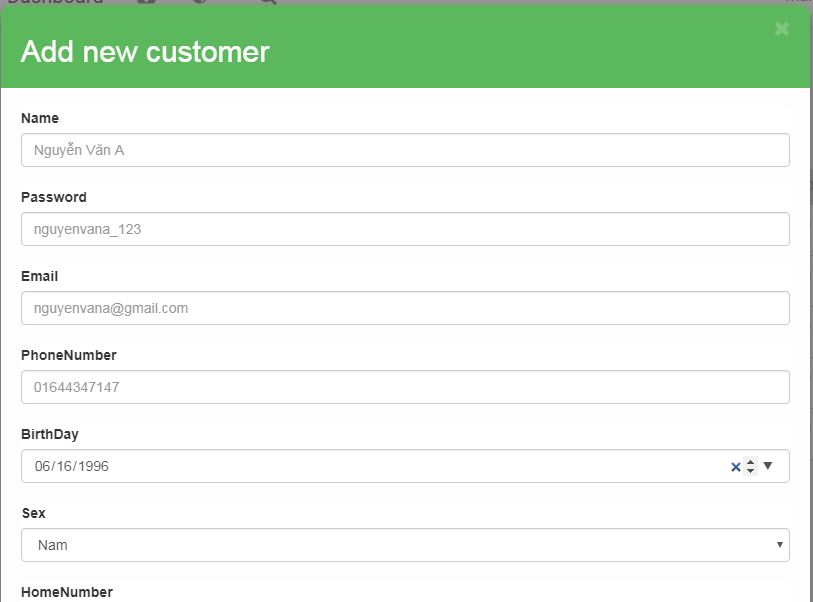 Dashboard
Add new customer
Name
Nguyễn Văn A
Password
nguyenvana_123
Email
nguyenvana@gmail.com
PhoneNumber
01644347147
BirthDay
06/16/1996
Sex
Nam
HomeNumber